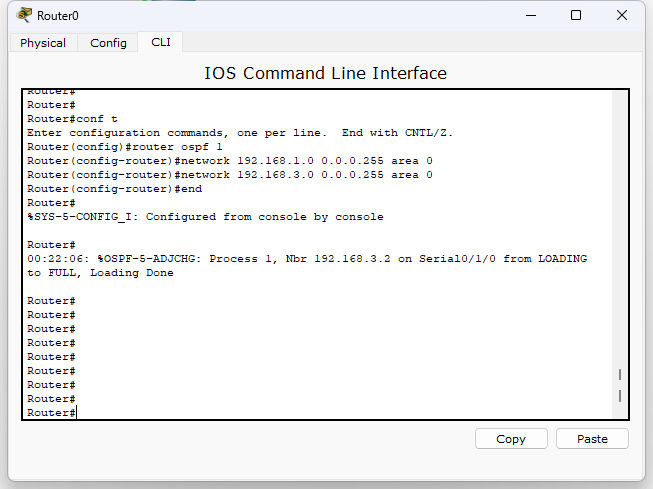 Router0
Physical Config CLI
IOS Command Line Interface
Router#
Router#
Router#conf t
Enter configuration commands, one per line.  End with CNTL/Z.
Router(config)#router ospf 1
Router(config-router)#network 192.168.1.0 0.0.0.255 area 0
Router(config-router)#network 192.168.3.0 0.0.0.255 area 0
Router(config-router)#end
Router#
%SYS-5-CONFIG_I: Configured from console by console
Router#
00:22:06: %OSPF-5-ADJCHG: Process 1, Nbr 192.168.3.2 on Serial0/1/0 from LOADING
to FULL, Loading Done
Router#
Router#
Router#
Router#
Router#
Router#
Router#
Router#
Router#
Copy Paste